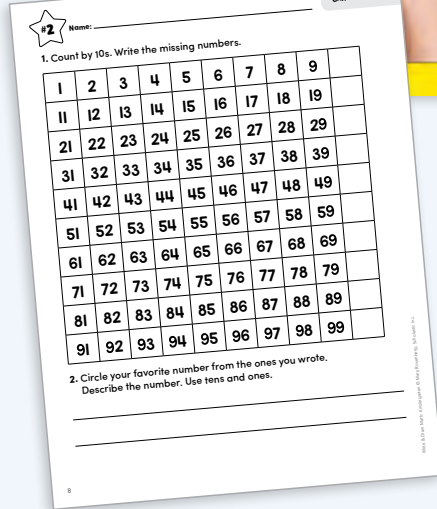 #2 Name:
1. Count by 10s. Write the missing numbers.
1 2 3 4 5 6 7 8 9
11 12 13 14 15 16 17 18 19
21 22 23 24 25 26 27 28 29
31 32 33 34 35 36 37 38 39
41 42 43 44 45 46 47 48 49
51 52 53 54 55 56 57 58 59
61 62 63 64 65 66 67 68 69
71 72 73 74 75 76 77 78 79
81 82 83 84 85 86 87 88 89
91 92 93 94 95 96 97 98 99
2. Circle your favorite number from the ones you wrote.
Describe the number. Use tens and ones.
8